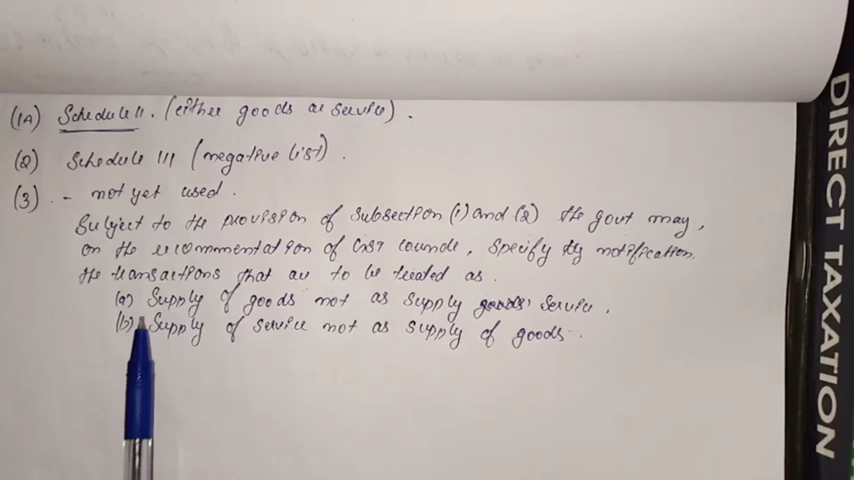 (1A) Schedule II. (either goods or service).
(2) Schedule III (negative list).
(3) . - not yet used.
Subject to the provision of subsection (1) and (2) the govt may,
on the recommentation of GST councle, specify by notification.
the transactions that are to be treated as.
(a) Supply of goods not as supply goods' service.
(b) Supply of service not as supply of goods.
DIRECT TAXATION